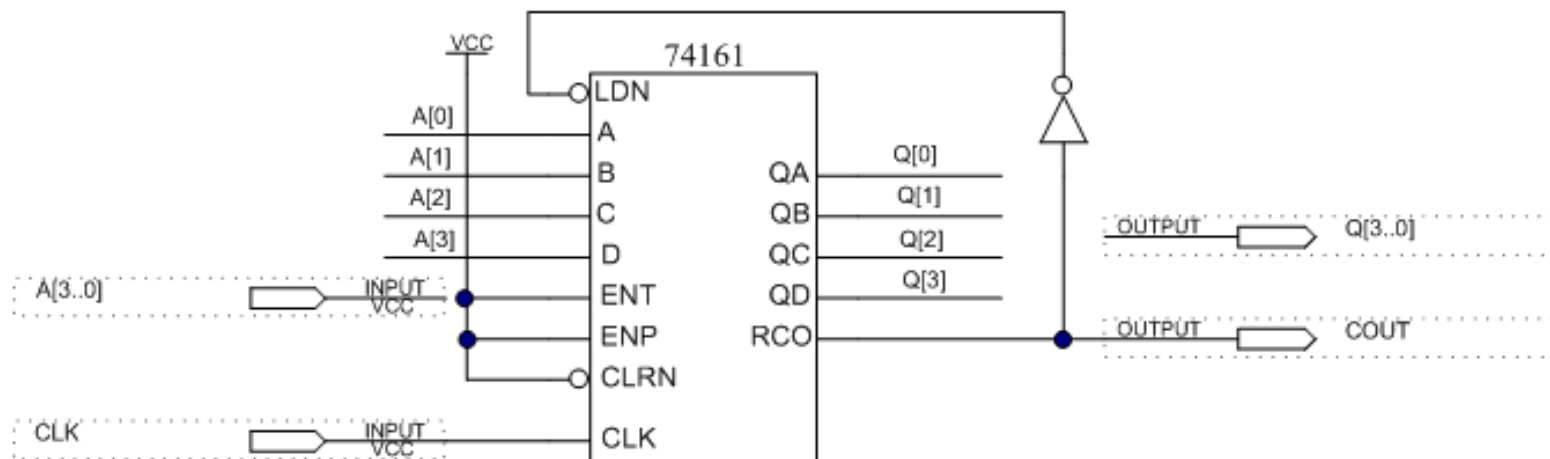 VCC
74161
LDN
A[0]
A
A[1]
B
QA
Q[0]
A[2]
C
QB
Q[1]
A[3]
D
QC
Q[2]
OUTPUT
Q[3..0]
A[3..0]
INPUT
VCC
ENT
QD
Q[3]
ENP
RCO
OUTPUT
COUT
CLRN
CLK
INPUT
VCC
CLK